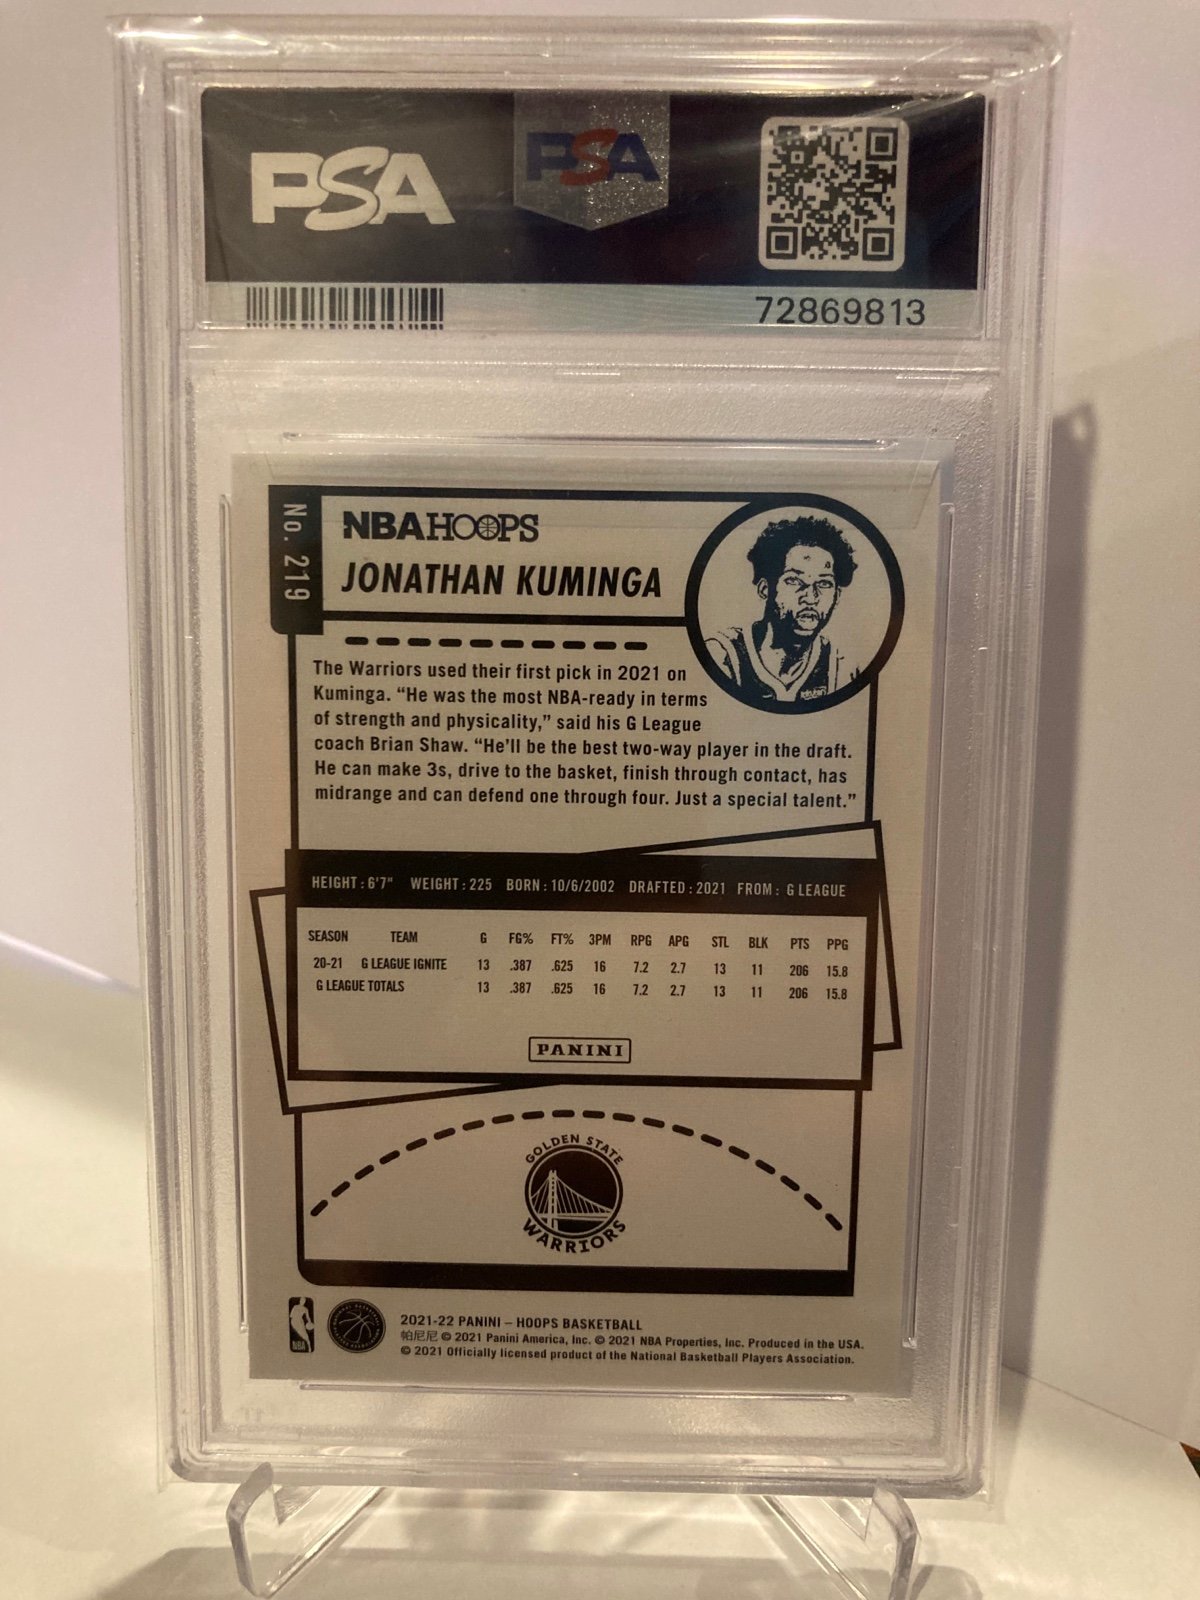 PSA
PSA
72869813
No. 219
NBA HOOPS
JONATHAN KUMINGA
The Warriors used their first pick in 2021 on
Kuminga. “He was the most NBA-ready in terms
of strength and physicality,” said his G League
coach Brian Shaw. “He’ll be the best two-way player in the draft.
He can make 3s, drive to the basket, finish through contact, has
midrange and can defend one through four. Just a special talent.”
HEIGHT: 6'7" WEIGHT: 225 BORN: 10/6/2002 DRAFTED: 2021 FROM: G LEAGUE
SEASON TEAM G FG% FT% 3PM RPG APG STL BLK PTS PPG
20-21 G LEAGUE IGNITE 13 .387 .625 16 7.2 2.7 13 11 206 15.8
G LEAGUE TOTALS 13 .387 .625 16 7.2 2.7 13 11 206 15.8
PANINI
GOLDEN STATE
WARRIORS
NBA
2021-22 PANINI – HOOPS BASKETBALL
帕尼尼 © 2021 Panini America, Inc. © 2021 NBA Properties, Inc. Produced in the USA.
© 2021 Officially licensed product of the National Basketball Players Association.